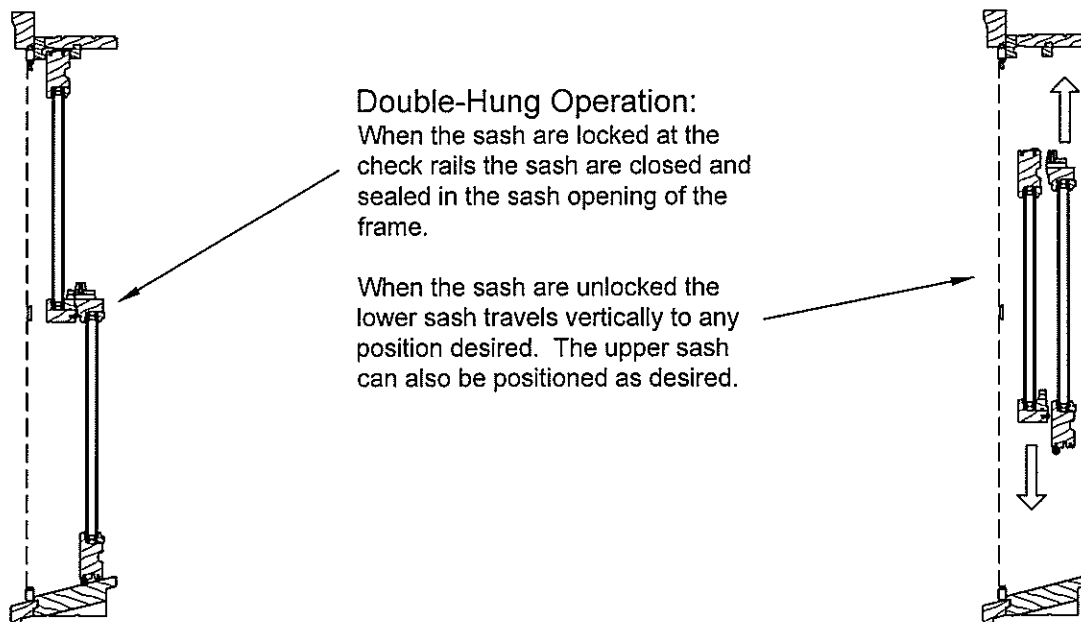 Double-Hung Operation:
When the sash are locked at the
check rails the sash are closed and
sealed in the sash opening of the
frame.
When the sash are unlocked the
lower sash travels vertically to any
position desired. The upper sash
can also be positioned as desired.